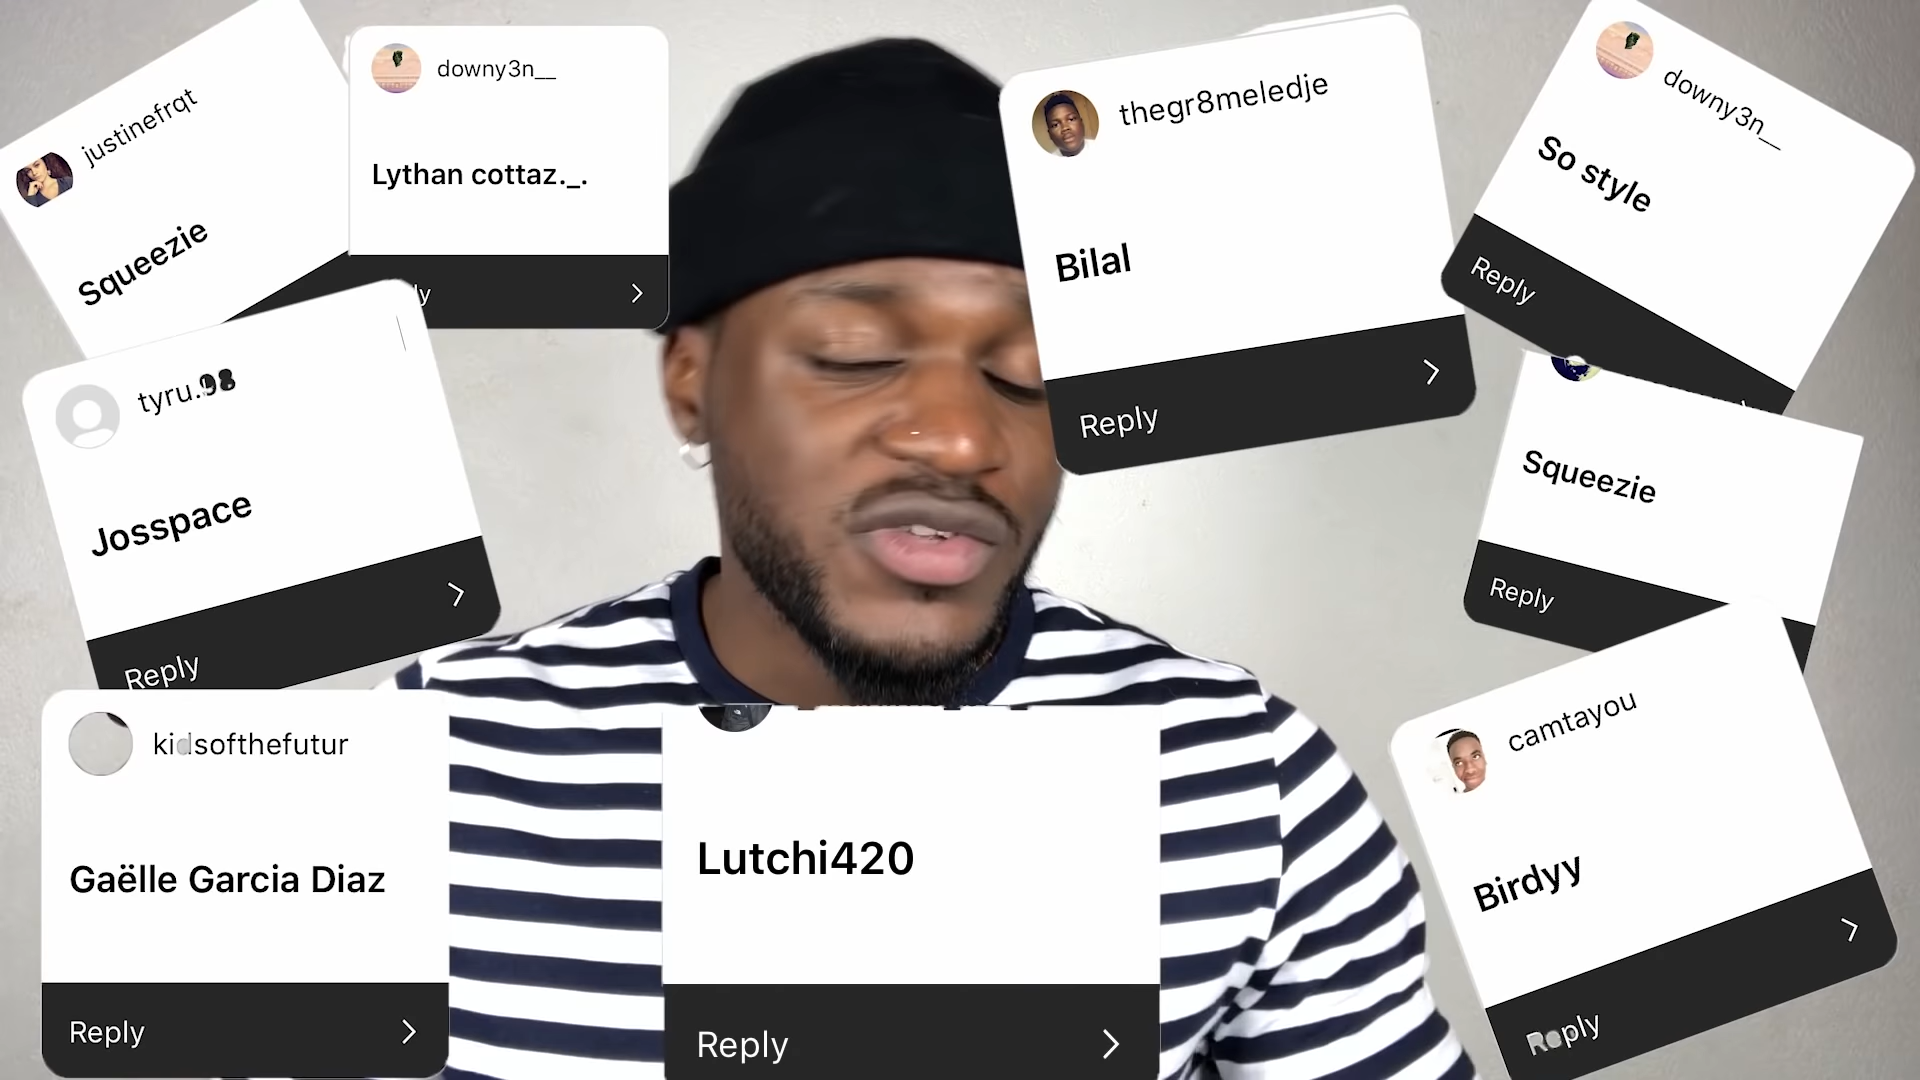 justinefrqt
Squeezie
downy3n__
Lythan cottaz._.
ly
thegr8meledje
Bilal
Reply
downy3n__
So style
Reply
tyru.98
Josspace
Reply
Squeezie
Reply
kidsofthefutur
Gaëlle Garcia Diaz
Reply
Lutchi420
Reply
camtayou
Birdyy
Reply